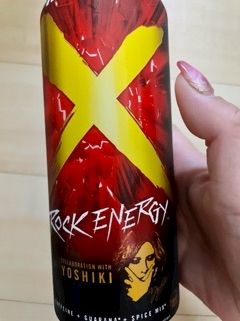 X
ROCK ENERGY
COLLABORATION WITH
YOSHIKI
CAFFEINE + GUARANA* + SPICE MIX*